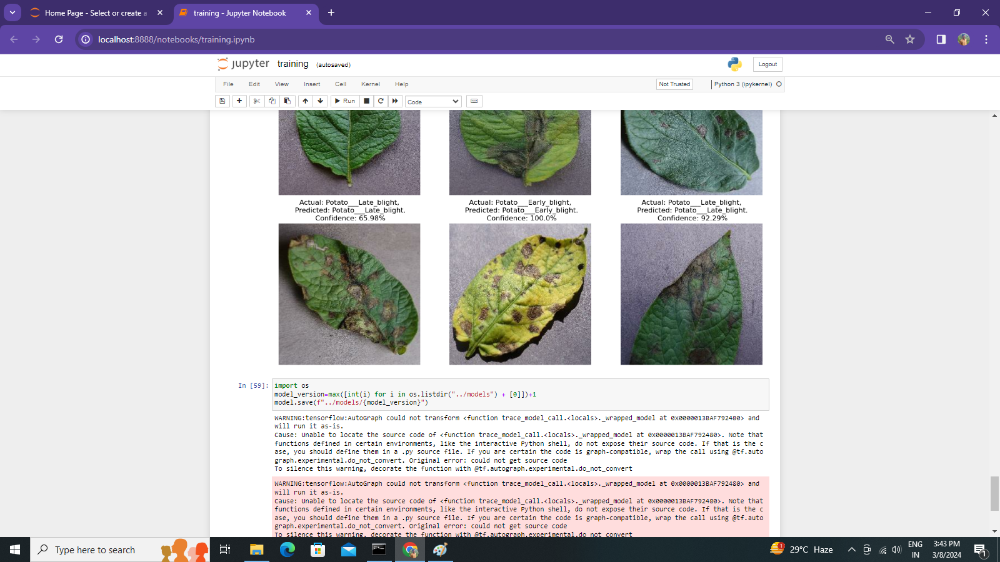 Home Page - Select or create a
training - Jupyter Notebook
localhost:8888/notebooks/training.ipynb
jupyter training (autosaved)
Logout
File Edit View Insert Cell Kernel Help
Not Trusted
Python 3 (ipykernel)
Run
Code
Actual: Potato___Late_blight,
Predicted: Potato___Late_blight.
Confidence: 65.98%
Actual: Potato___Early_blight,
Predicted: Potato___Early_blight.
Confidence: 100.0%
Actual: Potato___Late_blight,
Predicted: Potato___Late_blight.
Confidence: 92.29%
In [59]:
import os
model_version=max([int(i) for i in os.listdir("../models") + [0]])+1
model.save(f"../models/{model_version}")
WARNING:tensorflow:AutoGraph could not transform <function trace_model_call.<locals>._wrapped_model at 0x0000013BAF792480> and
will run it as-is.
Cause: Unable to locate the source code of <function trace_model_call.<locals>._wrapped_model at 0x0000013BAF792480>. Note that
functions defined in certain environments, like the interactive Python shell, do not expose their source code. If that is the c
ase, you should define them in a .py source file. If you are certain the code is graph-compatible, wrap the call using @tf.auto
graph.experimental.do_not_convert. Original error: could not get source code
To silence this warning, decorate the function with @tf.autograph.experimental.do_not_convert
WARNING:tensorflow:AutoGraph could not transform <function trace_model_call.<locals>._wrapped_model at 0x0000013BAF792480> and
will run it as-is.
Cause: Unable to locate the source code of <function trace_model_call.<locals>._wrapped_model at 0x0000013BAF792480>. Note that
functions defined in certain environments, like the interactive Python shell, do not expose their source code. If that is the c
ase, you should define them in a .py source file. If you are certain the code is graph-compatible, wrap the call using @tf.auto
graph.experimental.do_not_convert. Original error: could not get source code
To silence this warning, decorate the function with @tf.autograph.experimental.do_not_convert
Type here to search
1
29°C Haze
ENG
IN
3:43 PM
3/8/2024
1